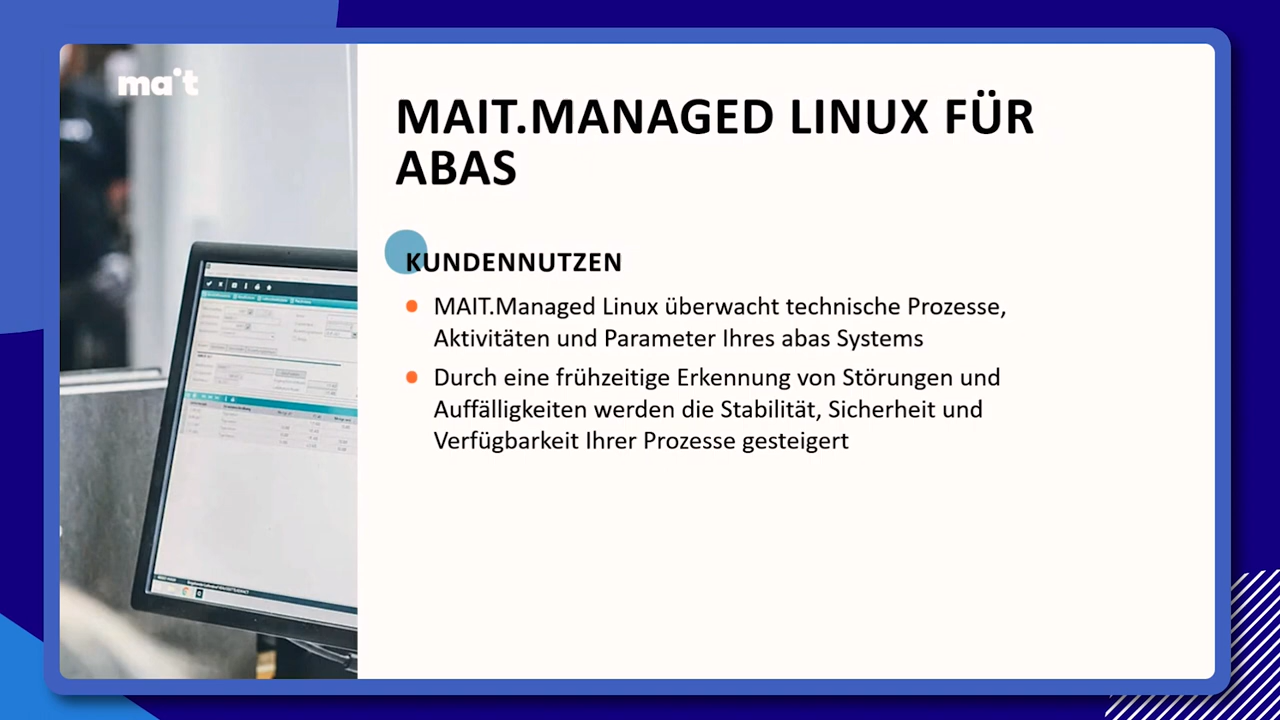 ma't
MAIT.MANAGED LINUX FÜR
ABAS
KUNDENNUTZEN
MAIT.Managed Linux überwacht technische Prozesse,
Aktivitäten und Parameter Ihres abas Systems
Durch eine frühzeitige Erkennung von Störungen und
Auffälligkeiten werden die Stabilität, Sicherheit und
Verfügbarkeit Ihrer Prozesse gesteigert